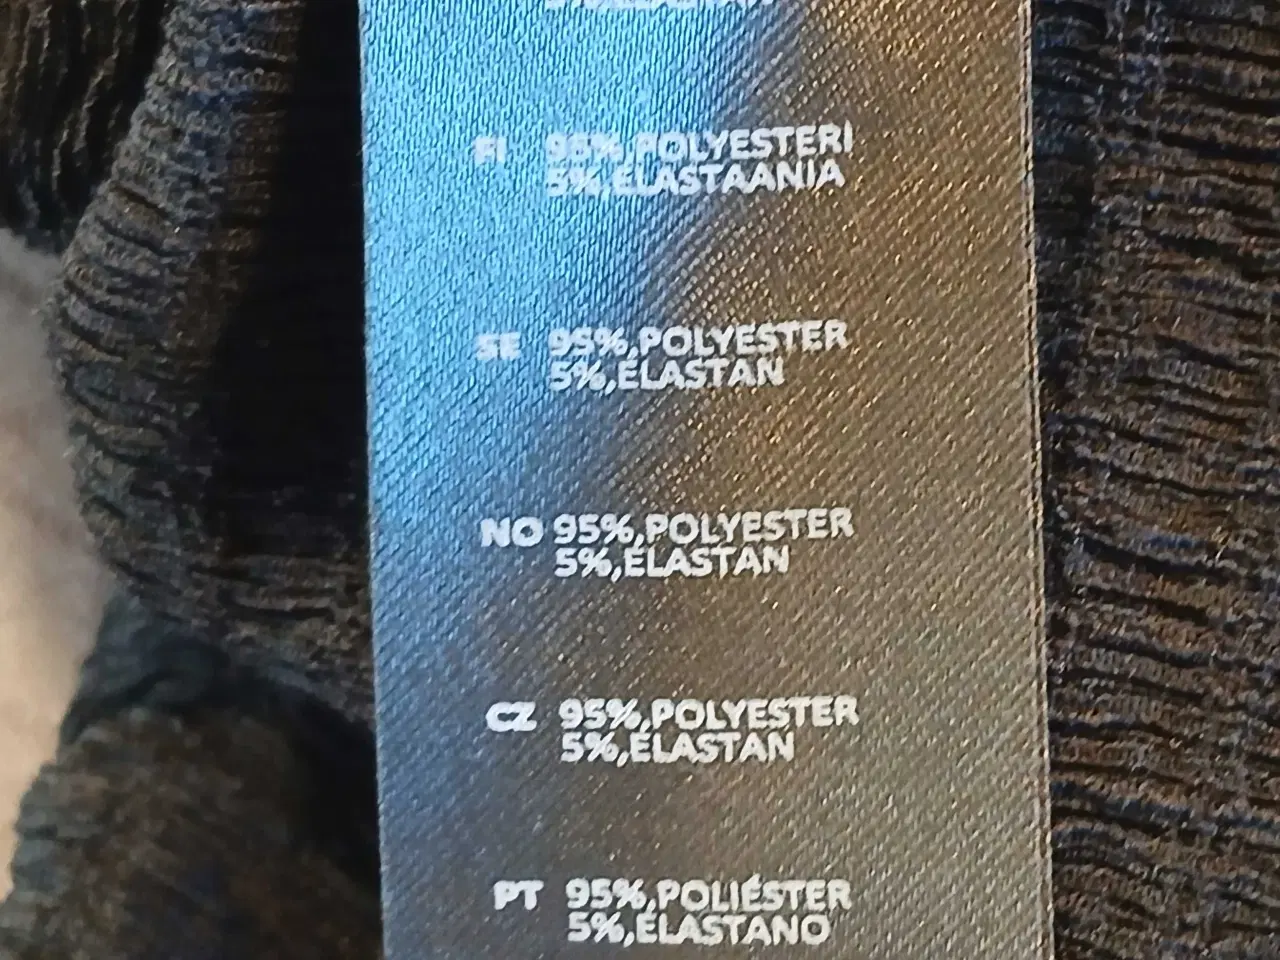 FI 95%,POLYESTERI
5%,ELASTAANIA
SE 95%,POLYESTER
5%,ELASTAN
NO 95%,POLYESTER
5%,ELASTAN
CZ 95%,POLYESTER
5%,ELASTAN
PT 95%,POLIÉSTER
5%,ELASTANO